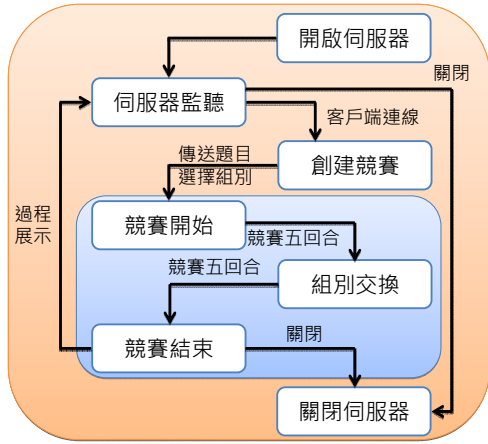 開啟伺服器
關閉
伺服器監聽
客戶端連線
傳送題目
選擇組別
創建競賽
過程
展示
競賽開始
競賽五回合
競賽五回合
組別交換
競賽結束
關閉
關閉伺服器